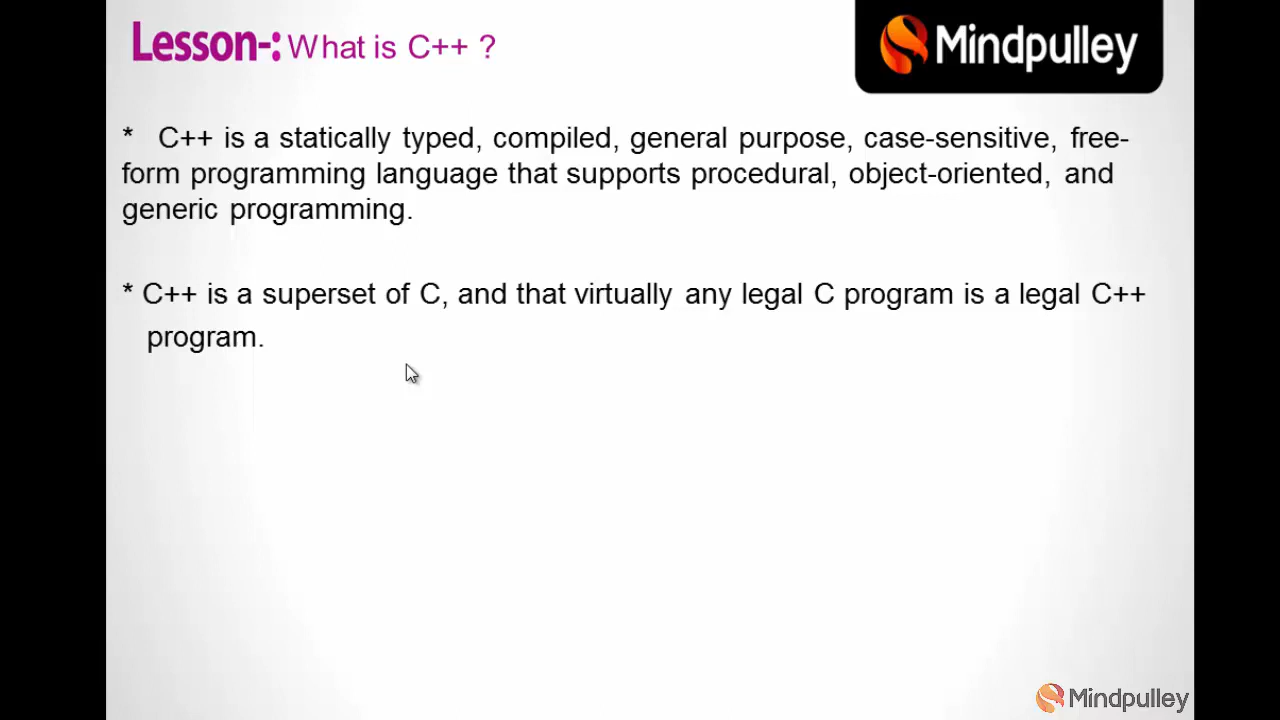 Lesson-: What is C++ ?
Mindpulley
* C++ is a statically typed, compiled, general purpose, case-sensitive, free-
form programming language that supports procedural, object-oriented, and
generic programming.
* C++ is a superset of C, and that virtually any legal C program is a legal C++
program.
Mindpulley